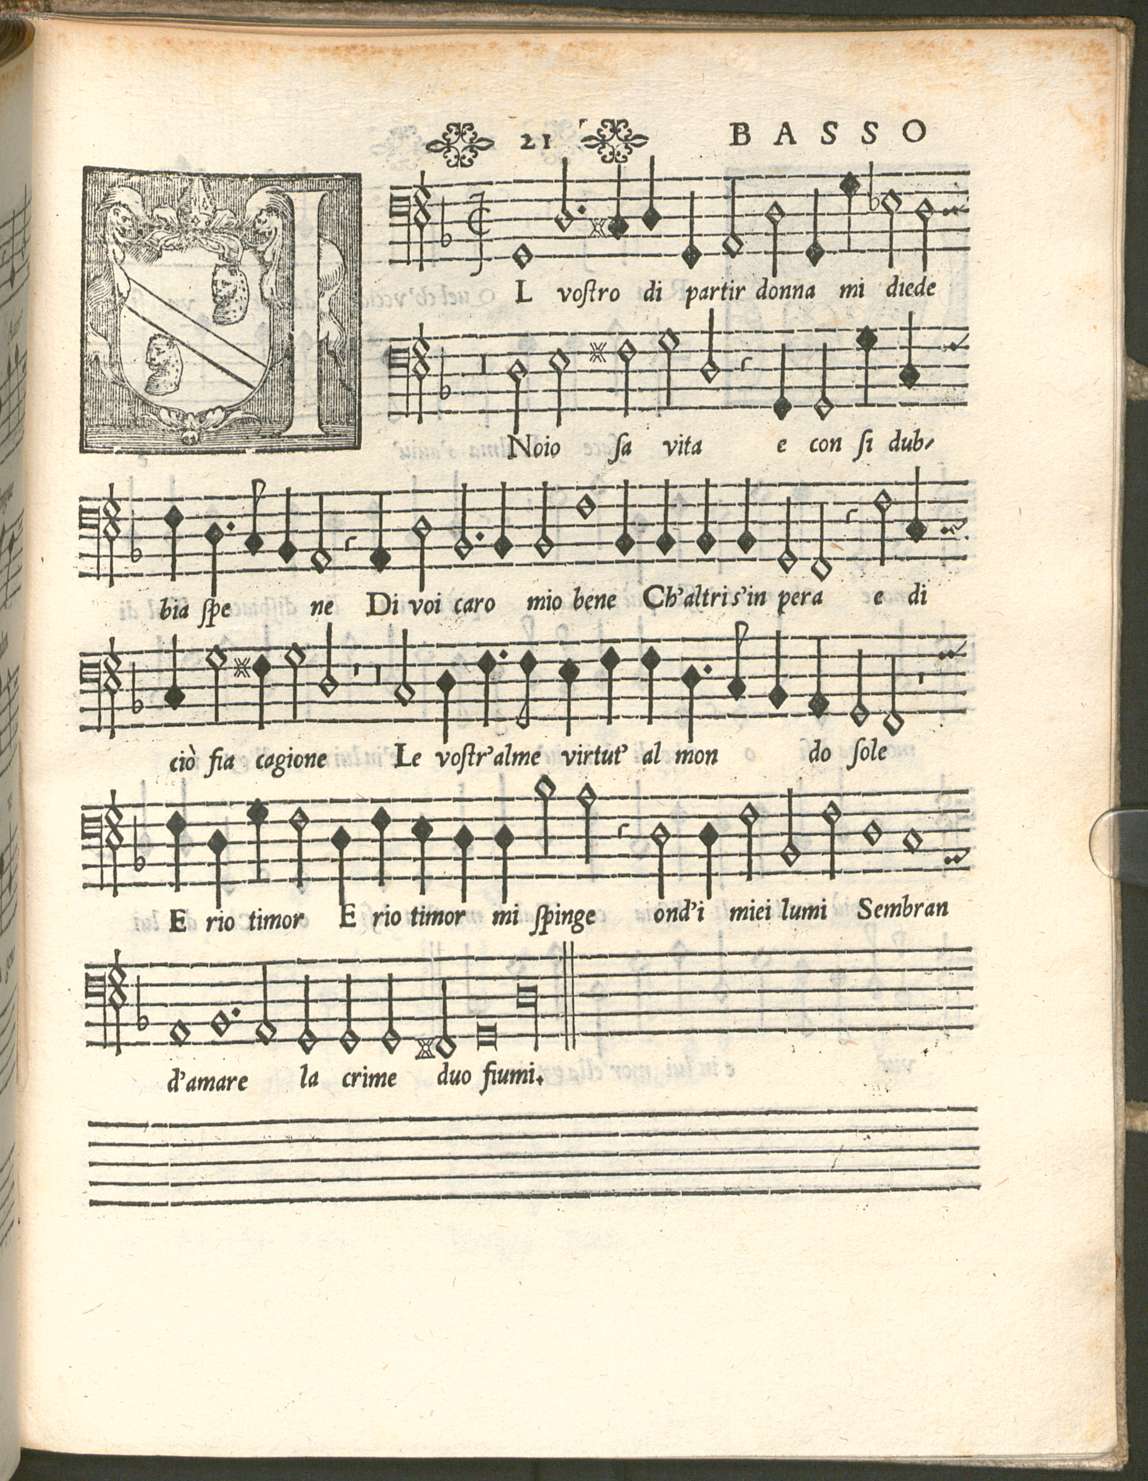 21 BASSO
IL voſtro di partir donna mi diede
Noio ſa vita e con ſi dub-
bia ſpe ne Di voi caro mio bene Ch'altri s'in pera e di
ciò fia cagione Le voſtr'alme virtut' al mon do ſole
E rio timor E rio timor mi ſpinge ond'i miei lumi Sembran
d'amare la crime duo fiumi.